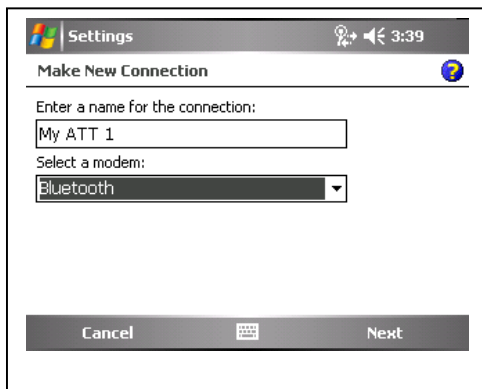 Settings 3:39
Make New Connection ?
Enter a name for the connection:
My ATT 1
Select a modem:
Bluetooth
Cancel Next